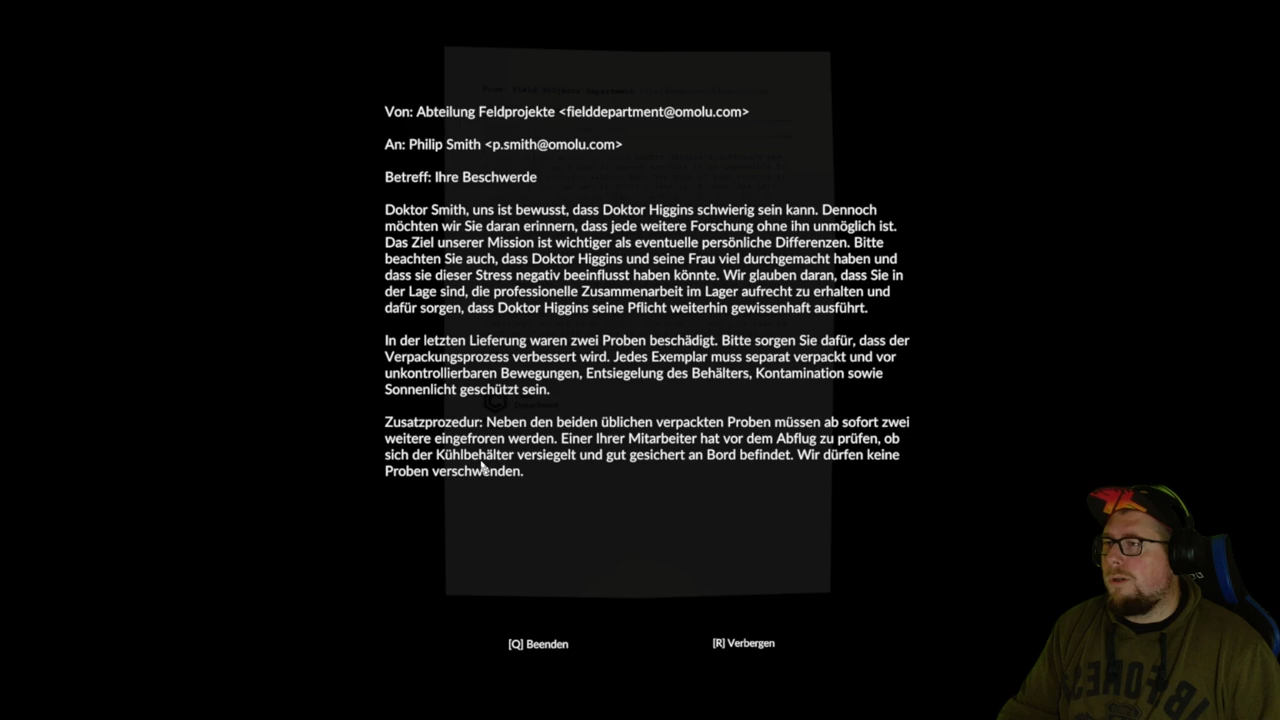 Von: Abteilung Feldprojekte <fielddepartment@omolu.com>
An: Philip Smith <p.smith@omolu.com>
Betreff: Ihre Beschwerde
Doktor Smith, uns ist bewusst, dass Doktor Higgins schwierig sein kann. Dennoch
möchten wir Sie daran erinnern, dass jede weitere Forschung ohne ihn unmöglich ist.
Das Ziel unserer Mission ist wichtiger als eventuelle persönliche Differenzen. Bitte
beachten Sie auch, dass Doktor Higgins und seine Frau viel durchgemacht haben und
dass sie dieser Stress negativ beeinflusst haben könnte. Wir glauben daran, dass Sie in
der Lage sind, die professionelle Zusammenarbeit im Lager aufrecht zu erhalten und
dafür sorgen, dass Doktor Higgins seine Pflicht weiterhin gewissenhaft ausführt.
In der letzten Lieferung waren zwei Proben beschädigt. Bitte sorgen Sie dafür, dass der
Verpackungsprozess verbessert wird. Jedes Exemplar muss separat verpackt und vor
unkontrollierbaren Bewegungen, Entsiegelung des Behälters, Kontamination sowie
Sonnenlicht geschützt sein.
Zusatzprozedur: Neben den beiden üblichen verpackten Proben müssen ab sofort zwei
weitere eingefroren werden. Einer Ihrer Mitarbeiter hat vor dem Abflug zu prüfen, ob
sich der Kühlbehälter versiegelt und gut gesichert an Bord befindet. Wir dürfen keine
Proben verschwenden.
[Q] Beenden
[R] Verbergen